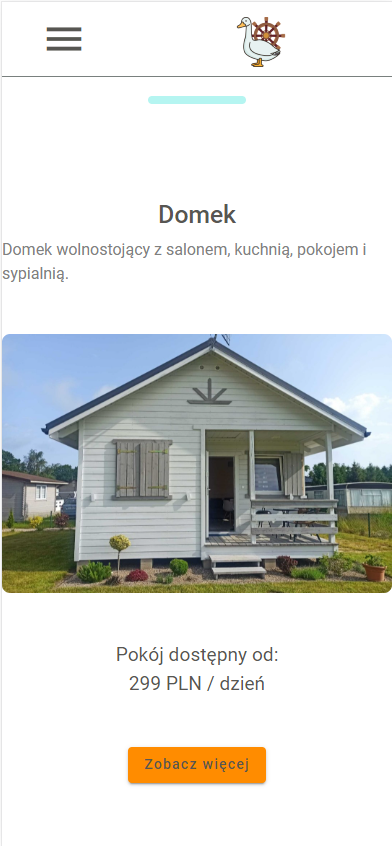 Domek
Domek wolnostojący z salonem, kuchnią, pokojem i
sypialnią.
Pokój dostępny od:
299 PLN / dzień
Zobacz więcej